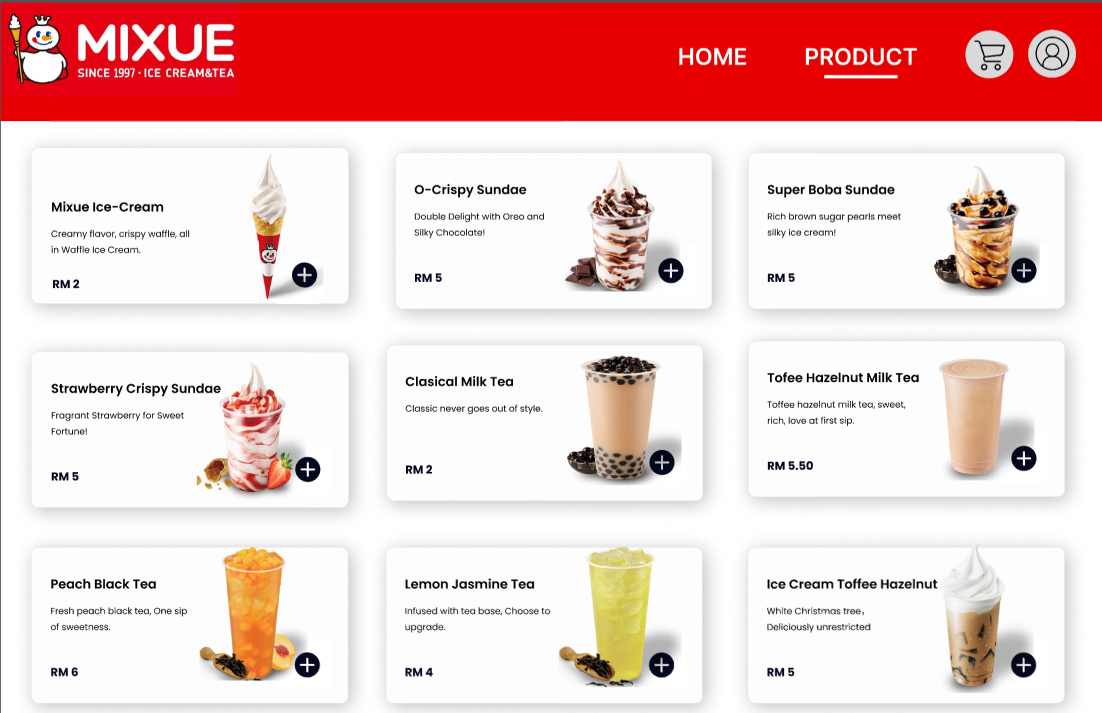 MIXUE
SINCE 1997 · ICE CREAM&TEA
HOME
PRODUCT
Mixue Ice-Cream
Creamy flavor, crispy waffle, all
in Waffle Ice Cream.
RM 2
O-Crispy Sundae
Double Delight with Oreo and
Silky Chocolate!
RM 5
Super Boba Sundae
Rich brown sugar pearls meet
silky ice cream!
RM 5
Strawberry Crispy Sundae
Fragrant Strawberry for Sweet
Fortune!
RM 5
Clasical Milk Tea
Classic never goes out of style.
RM 2
Tofee Hazelnut Milk Tea
Toffee hazelnut milk tea, sweet,
rich, love at first sip.
RM 5.50
Peach Black Tea
Fresh peach black tea, One sip
of sweetness.
RM 6
Lemon Jasmine Tea
Infused with tea base, Choose to
upgrade.
RM 4
Ice Cream Toffee Hazelnut
White Christmas tree，
Deliciously unrestricted
RM 5